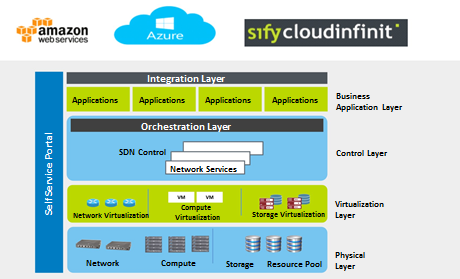 amazon
web services
Azure
sifycloudinfinit
Integration Layer
Applications Applications Applications Applications
Business
Application Layer
Self Service Portal
Orchestration Layer
SDN Control
Network Services
Control Layer
VM VM
Network Virtualization
Compute
Virtualization
Storage Virtualization
Virtualization
Layer
Network Compute Storage Resource Pool
Physical
Layer